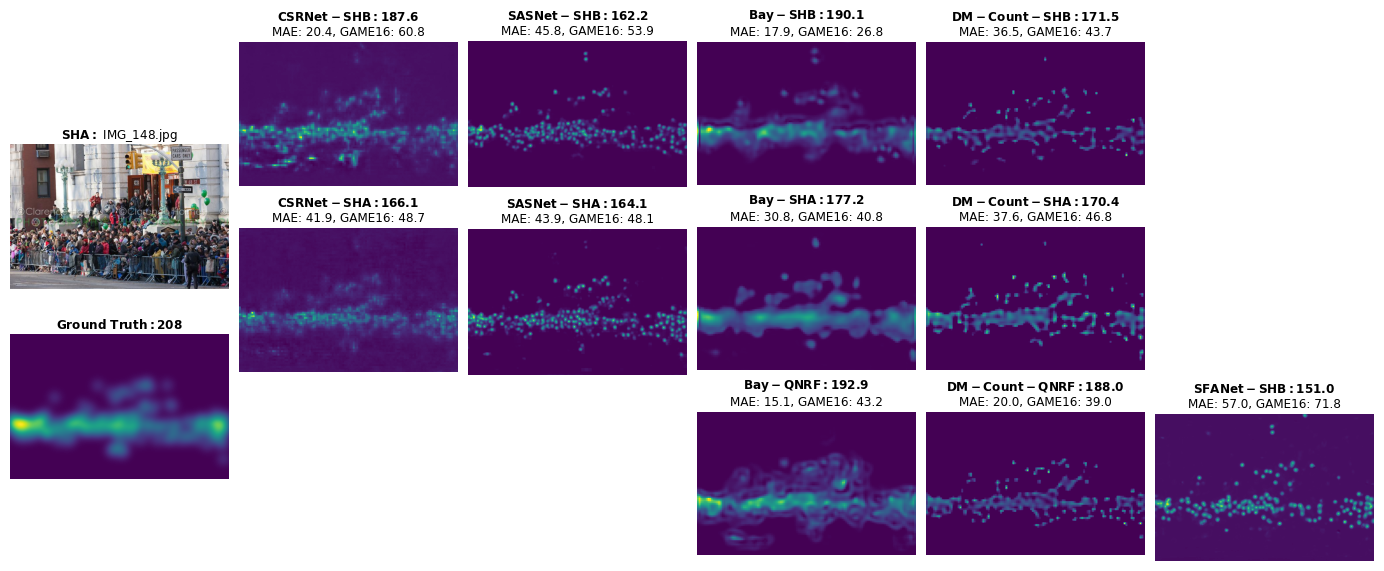 CSRNet-SHB: 187.6
MAE: 20.4, GAME16: 60.8
SASNet-SHB: 162.2
MAE: 45.8, GAME16: 53.9
Bay-SHB: 190.1
MAE: 17.9, GAME16: 26.8
DM-Count-SHB: 171.5
MAE: 36.5, GAME16: 43.7
SHA: IMG_148.jpg
CSRNet-SHA: 166.1
MAE: 41.9, GAME16: 48.7
SASNet-SHA: 164.1
MAE: 43.9, GAME16: 48.1
Bay-SHA: 177.2
MAE: 30.8, GAME16: 40.8
DM-Count-SHA: 170.4
MAE: 37.6, GAME16: 46.8
Ground Truth: 208
Bay-QNRF: 192.9
MAE: 15.1, GAME16: 43.2
DM-Count-QNRF: 188.0
MAE: 20.0, GAME16: 39.0
SFANet-SHB: 151.0
MAE: 57.0, GAME16: 71.8